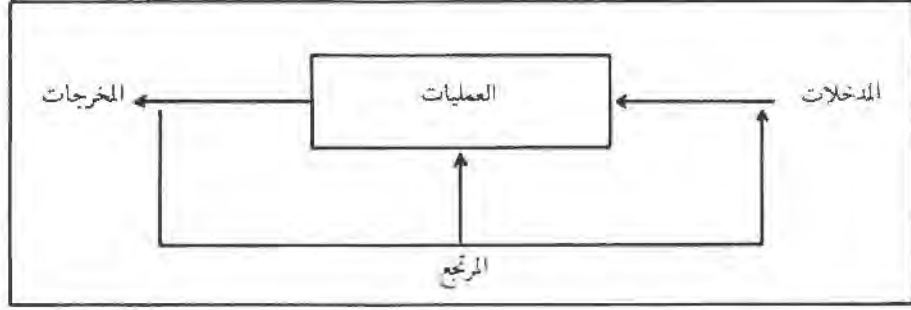 المدخلات
العمليات
المخرجات
المرتجع